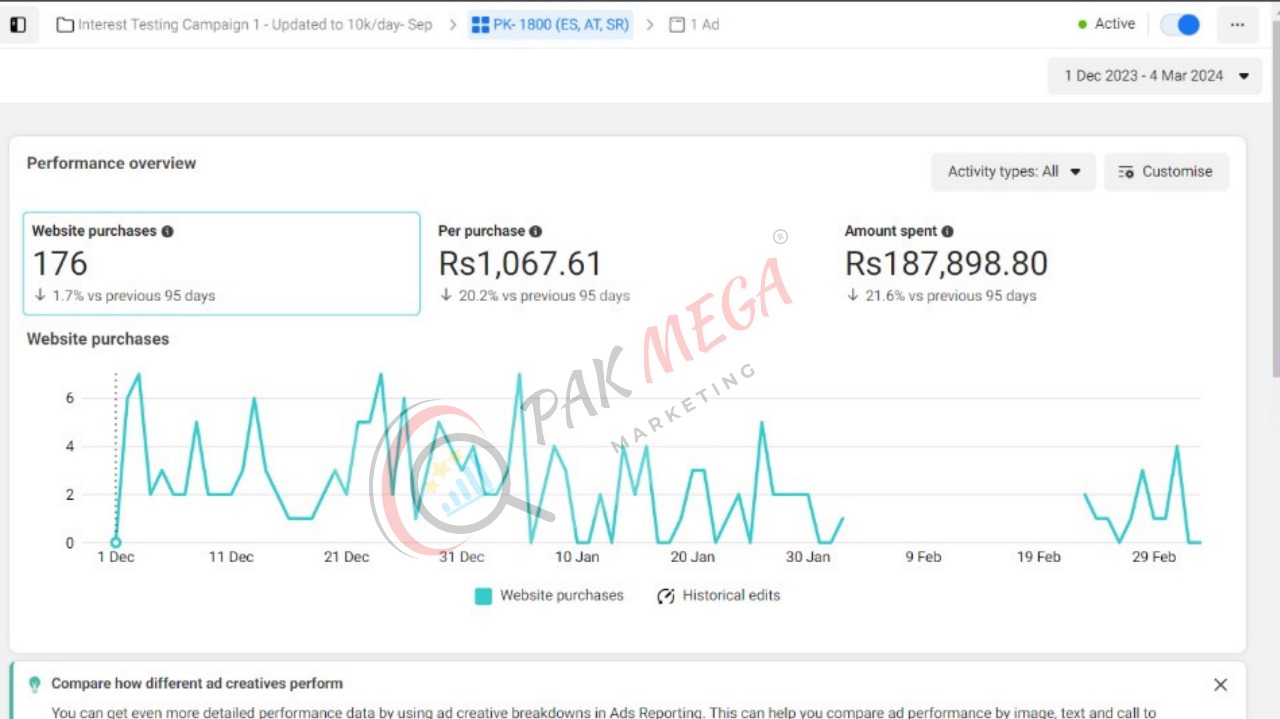 Interest Testing Campaign 1 - Updated to 10k/day- Sep > PK- 1800 (ES, AT, SR) > 1 Ad
Active
1 Dec 2023 - 4 Mar 2024
Performance overview
Activity types: All
Customise
Website purchases
176
↓ 1.7% vs previous 95 days
Per purchase
Rs1,067.61
↓ 20.2% vs previous 95 days
Amount spent
Rs187,898.80
↓ 21.6% vs previous 95 days
Website purchases
6
4
2
0
1 Dec 11 Dec 21 Dec 31 Dec 10 Jan 20 Jan 30 Jan 9 Feb 19 Feb 29 Feb
Website purchases
Historical edits
PAK MEGA ®
MARKETING
Compare how different ad creatives perform
You can get even more detailed performance data by using ad creative breakdowns in Ads Reporting. This can help you compare ad performance by image, text and call to